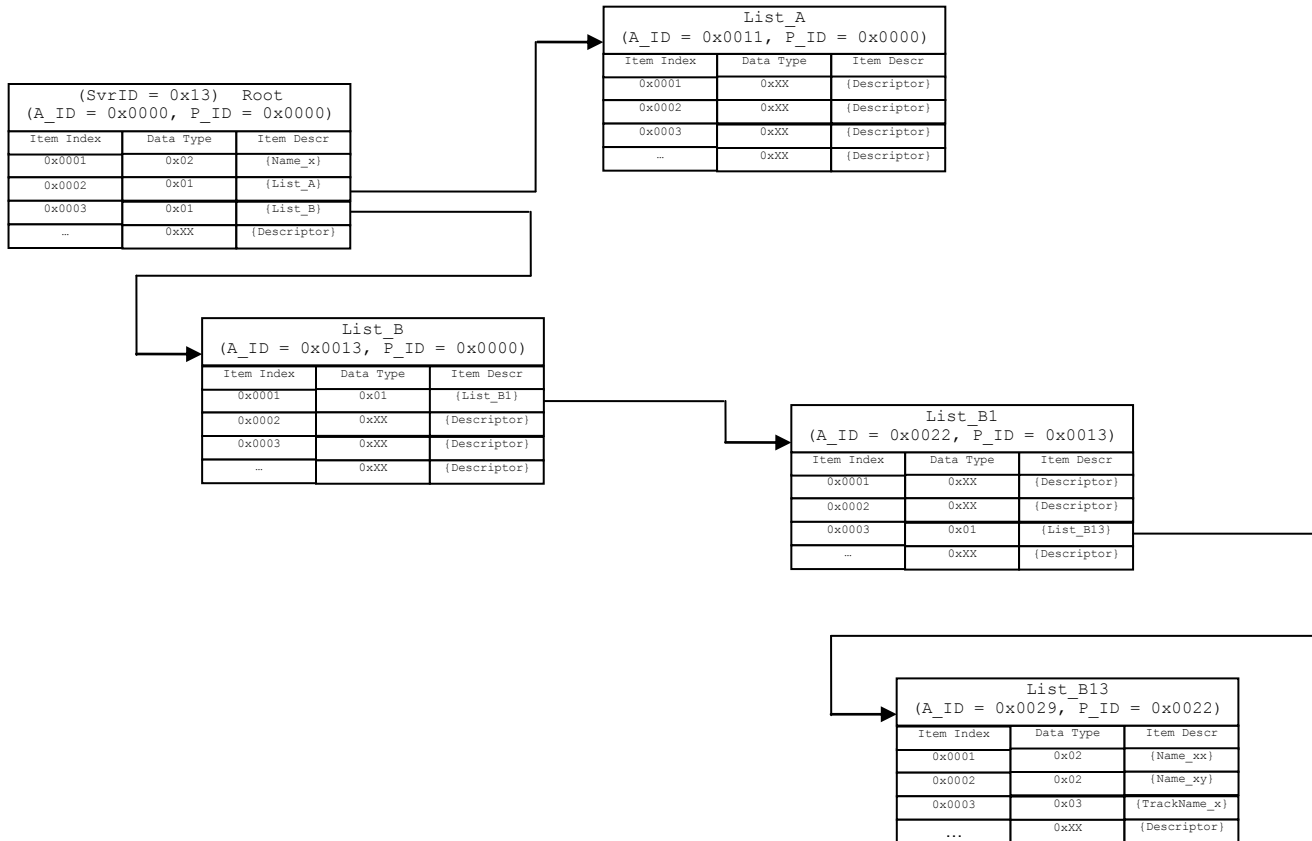 List_A
(A_ID = 0x0011, P_ID = 0x0000)
Item Index Data Type Item Descr
0x0001 0xXX {Descriptor}
0x0002 0xXX {Descriptor}
0x0003 0xXX {Descriptor}
… 0xXX {Descriptor}
(SvrID = 0x13) Root
(A_ID = 0x0000, P_ID = 0x0000)
Item Index Data Type Item Descr
0x0001 0x02 {Name_x}
0x0002 0x01 {List_A}
0x0003 0x01 {List_B}
… 0xXX {Descriptor}
List_B
(A_ID = 0x0013, P_ID = 0x0000)
Item Index Data Type Item Descr
0x0001 0x01 {List_B1}
0x0002 0xXX {Descriptor}
0x0003 0xXX {Descriptor}
… 0xXX {Descriptor}
List_B1
(A_ID = 0x0022, P_ID = 0x0013)
Item Index Data Type Item Descr
0x0001 0xXX {Descriptor}
0x0002 0xXX {Descriptor}
0x0003 0x01 {List_B13}
… 0xXX {Descriptor}
List_B13
(A_ID = 0x0029, P_ID = 0x0022)
Item Index Data Type Item Descr
0x0001 0x02 {Name_xx}
0x0002 0x02 {Name_xy}
0x0003 0x03 {TrackName_x}
… 0xXX {Descriptor}